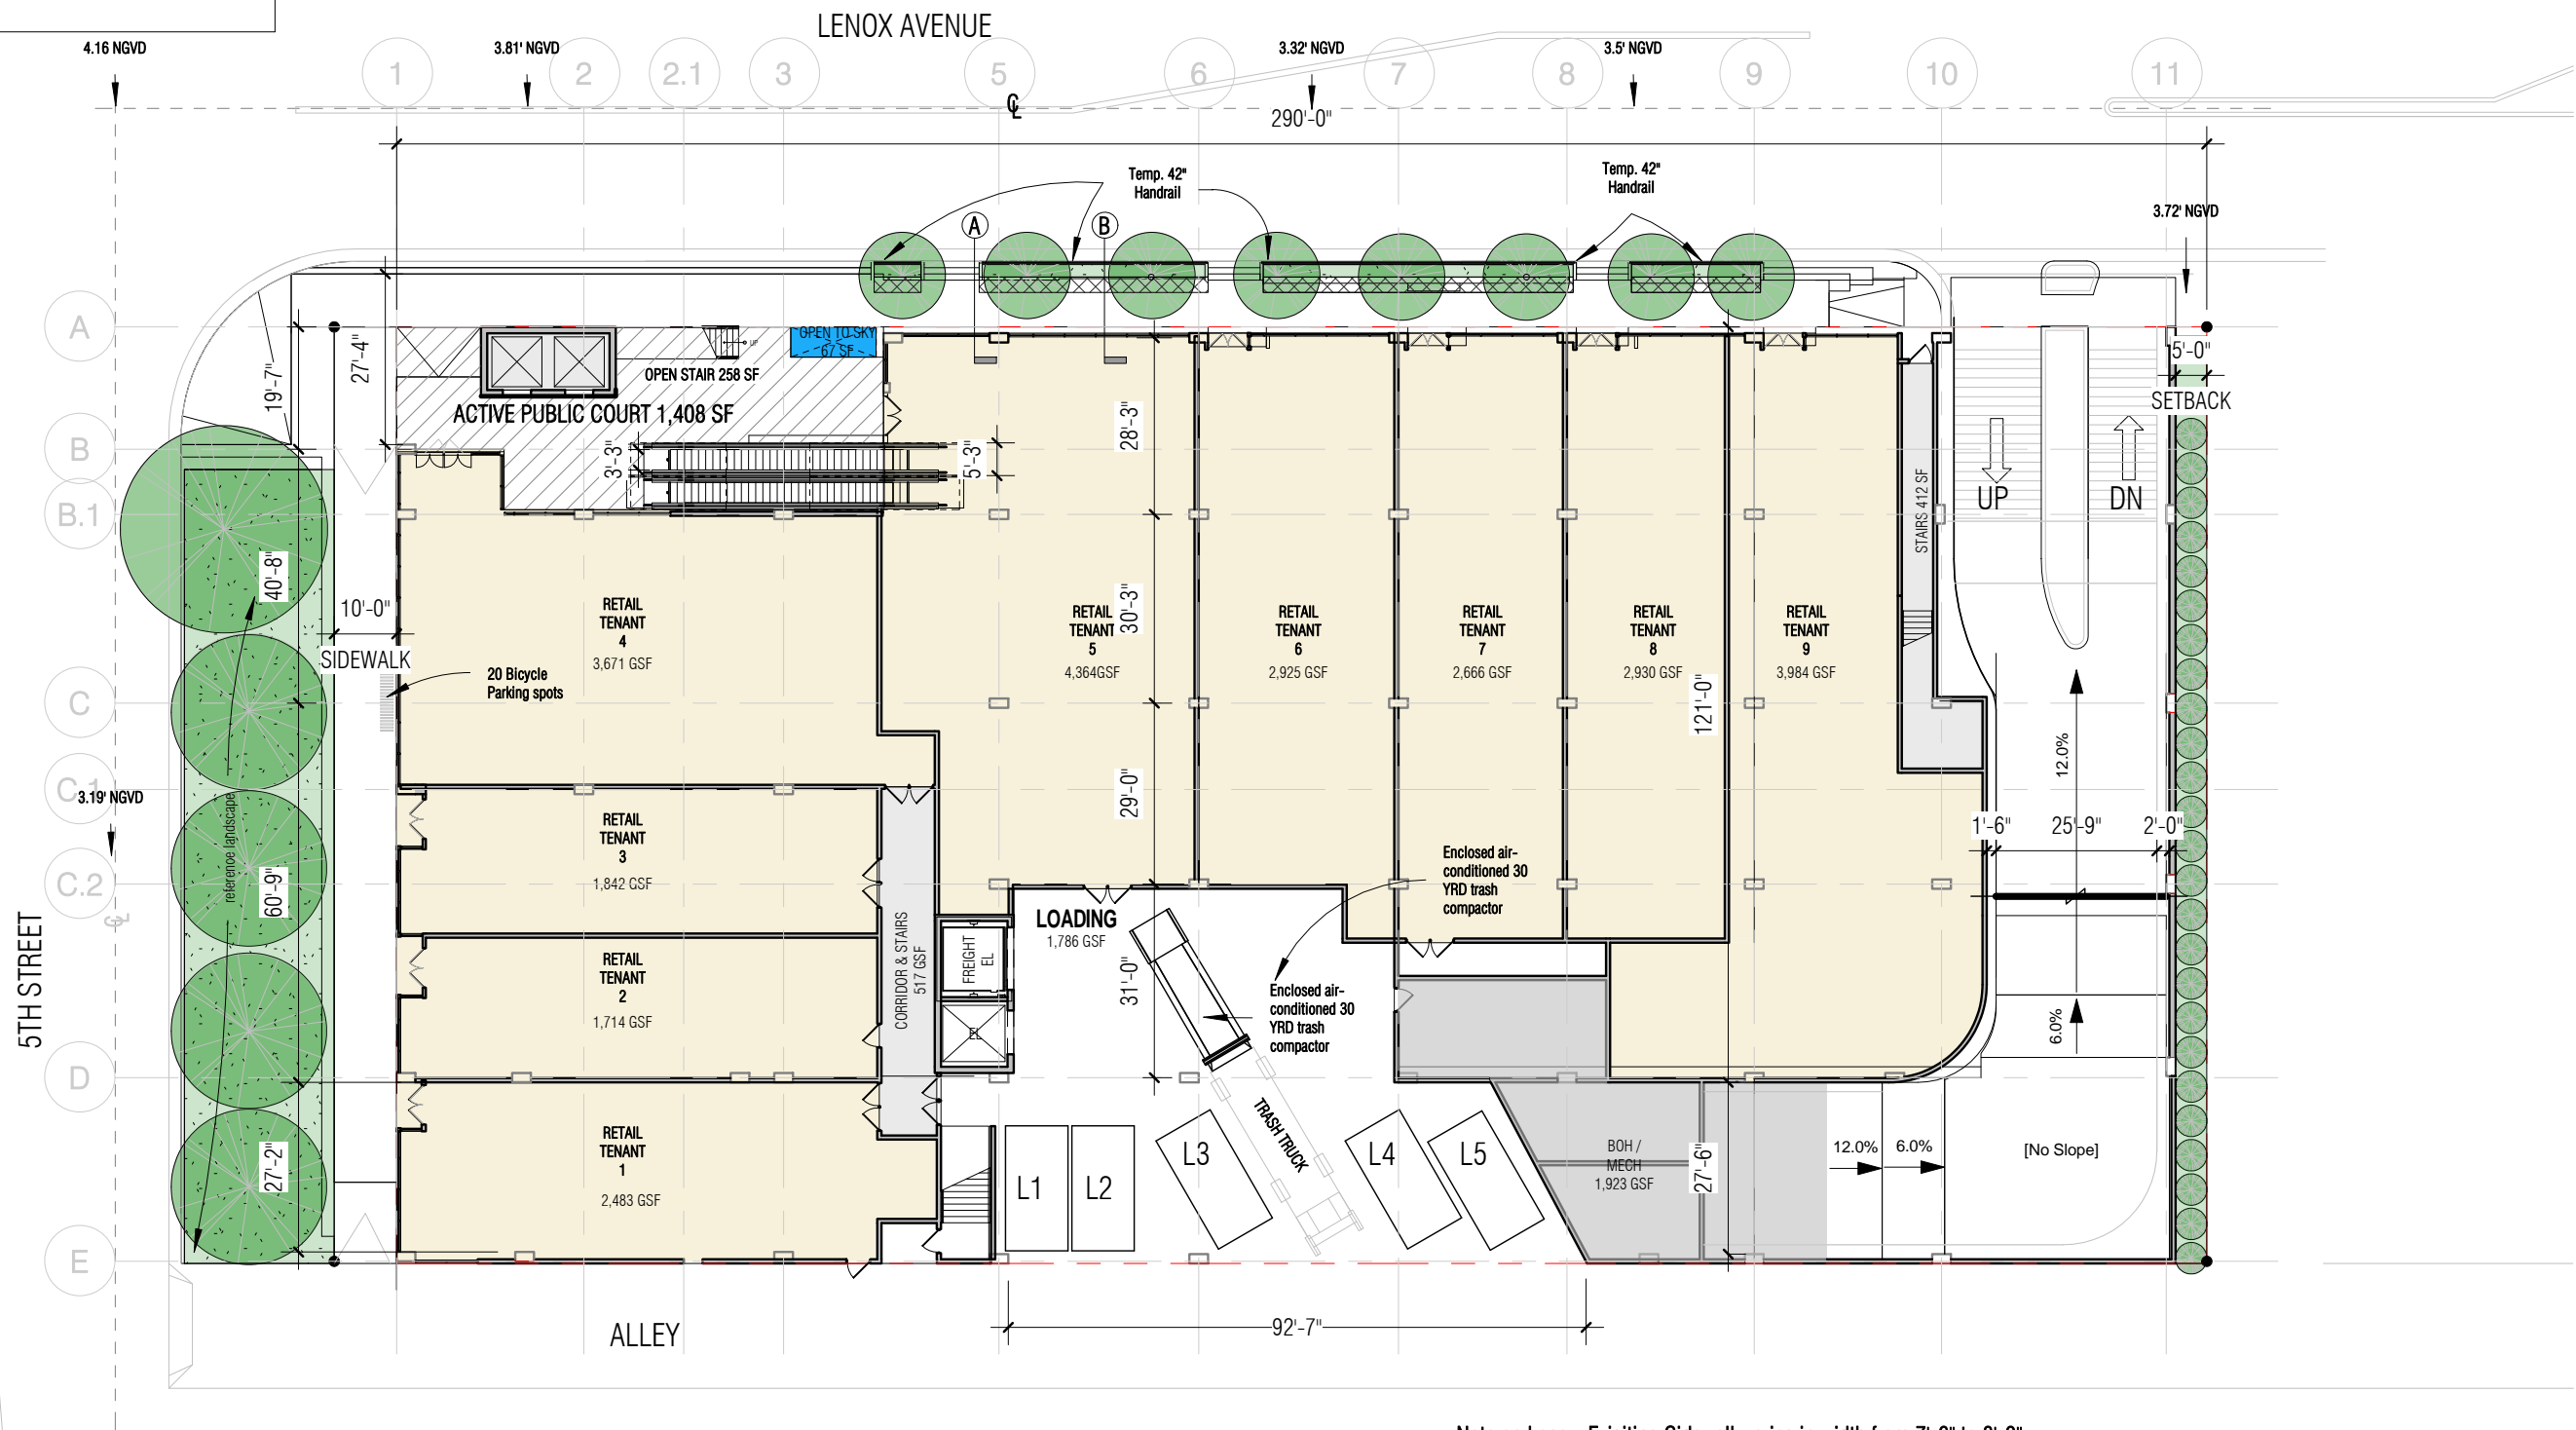 LENOX AVENUE
4.16 NGVD
3.81' NGVD
3.32' NGVD
3.5' NGVD
1
2
2.1
3
5
6
7
8
9
10
11
℄
290'-0"
Temp. 42"
Handrail
Temp. 42"
Handrail
3.72' NGVD
A
B
A
27'-4"
19'-7"
OPEN TO SKY
67 SF
UP
OPEN STAIR 258 SF
5'-0"
SETBACK
ACTIVE PUBLIC COURT 1,408 SF
28'-3"
B
3'-3"
5'-3"
UP
DN
STAIRS 412 SF
B.1
40'-8"
10'-0"
SIDEWALK
20 Bicycle
Parking spots
RETAIL
TENANT
4
3,671 GSF
RETAIL
TENANT
5
4,364GSF
30'-3"
RETAIL
TENANT
6
2,925 GSF
RETAIL
TENANT
7
2,666 GSF
RETAIL
TENANT
8
2,930 GSF
RETAIL
TENANT
9
3,984 GSF
C
121'-0"
12.0%
C.1
3.19' NGVD
reference landscape
29'-0"
1'-6"
25'-9"
2'-0"
RETAIL
TENANT
3
1,842 GSF
Enclosed air-
conditioned 30
YRD trash
compactor
C.2
℄
60'-9"
5TH STREET
LOADING
1,786 GSF
CORRIDOR & STAIRS
517 GSF
FREIGHT
EL
EL
31'-0"
RETAIL
TENANT
2
1,714 GSF
Enclosed air-
conditioned 30
YRD trash
compactor
6.0%
D
27'-2"
RETAIL
TENANT
1
2,483 GSF
TRASH TRUCK
L1
L2
L3
L4
L5
BOH /
MECH
1,923 GSF
27'-6"
12.0%
6.0%
[No Slope]
E
ALLEY
92'-7"